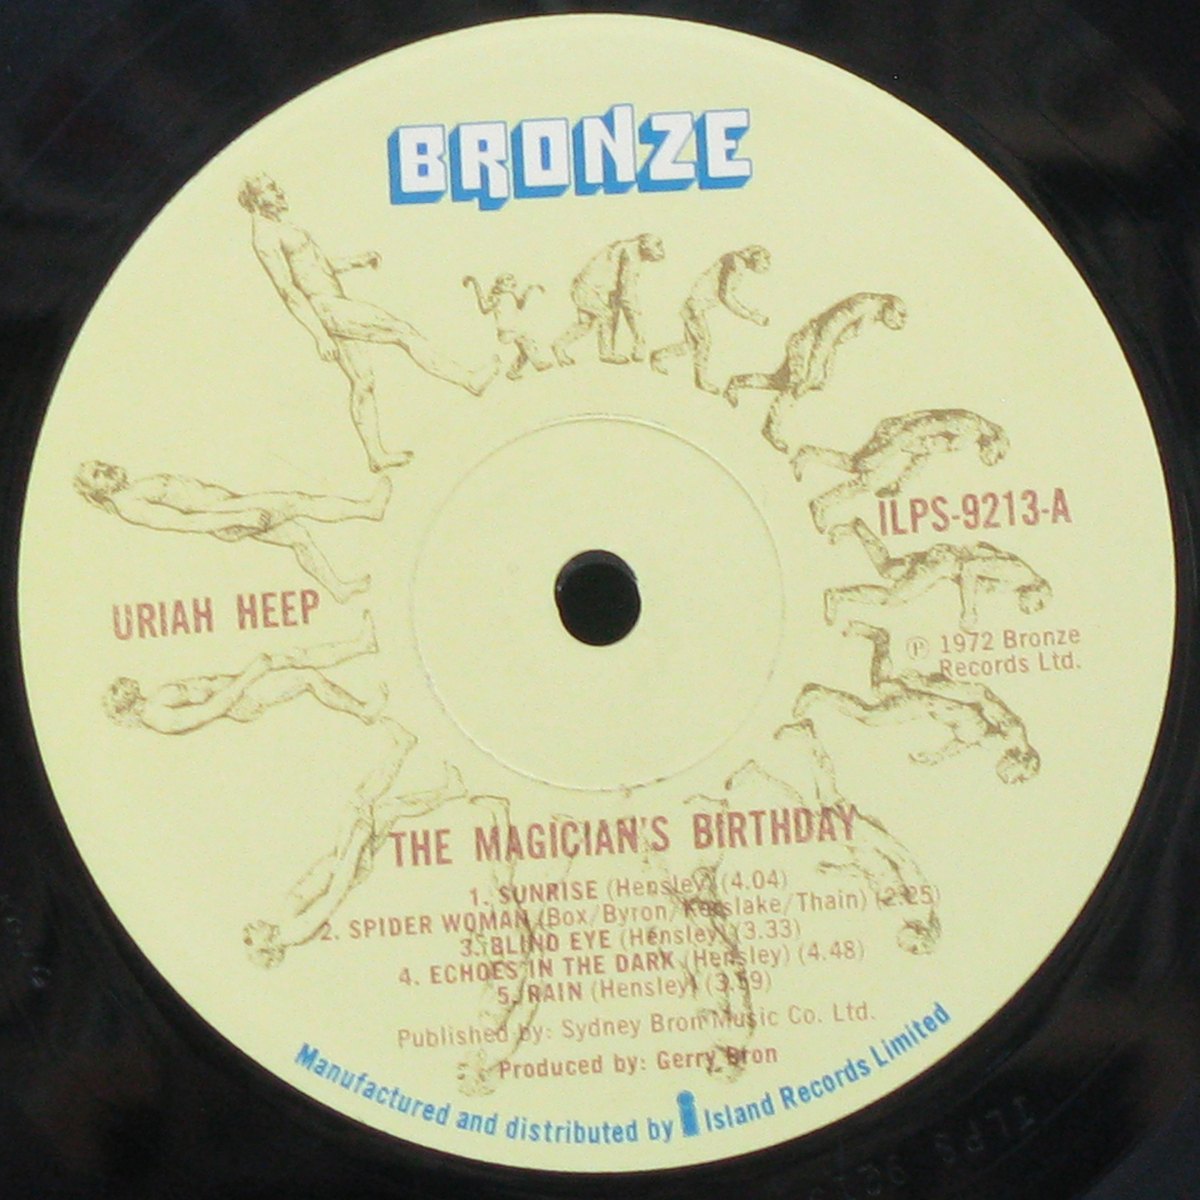 BRONZE
ILPS-9213-A
URIAH HEEP
℗ 1972 Bronze
Records Ltd.
THE MAGICIAN'S BIRTHDAY
1. SUNRISE (Hensley) (4.04)
2. SPIDER WOMAN (Box/Byron/Kerslake/Thain) (2.25)
3. BLIND EYE (Hensley) (3.33)
4. ECHOES IN THE DARK (Hensley) (4.48)
5. RAIN (Hensley) (3.59)
Published by: Sydney Bron Music Co. Ltd.
Produced by: Gerry Bron
Manufactured and distributed by i Island Records Limited
ILPS